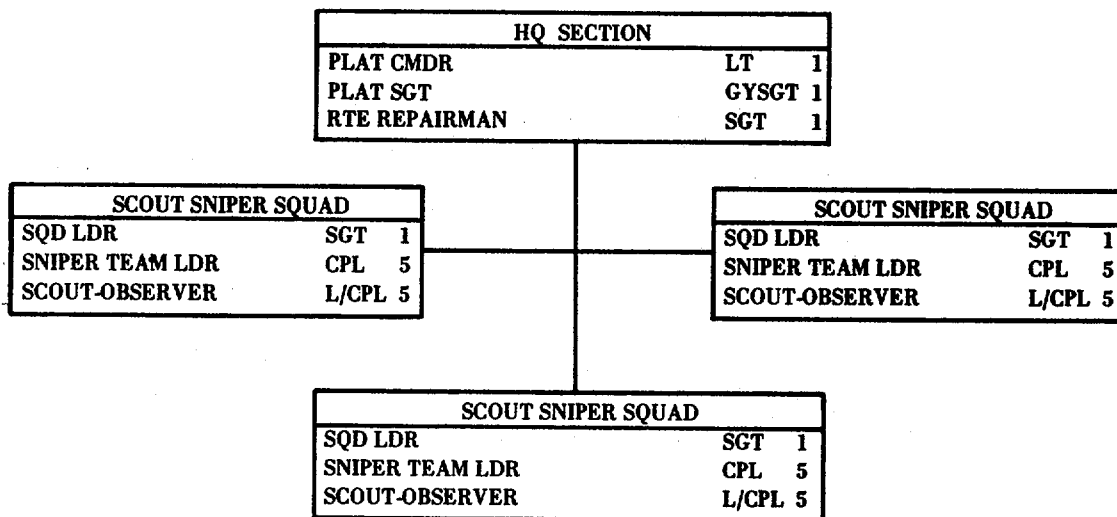 HQ SECTION
PLAT CMDR LT 1
PLAT SGT GYSGT 1
RTE REPAIRMAN SGT 1
SCOUT SNIPER SQUAD
SQD LDR SGT 1
SNIPER TEAM LDR CPL 5
SCOUT-OBSERVER L/CPL 5
SCOUT SNIPER SQUAD
SQD LDR SGT 1
SNIPER TEAM LDR CPL 5
SCOUT-OBSERVER L/CPL 5
SCOUT SNIPER SQUAD
SQD LDR SGT 1
SNIPER TEAM LDR CPL 5
SCOUT-OBSERVER L/CPL 5